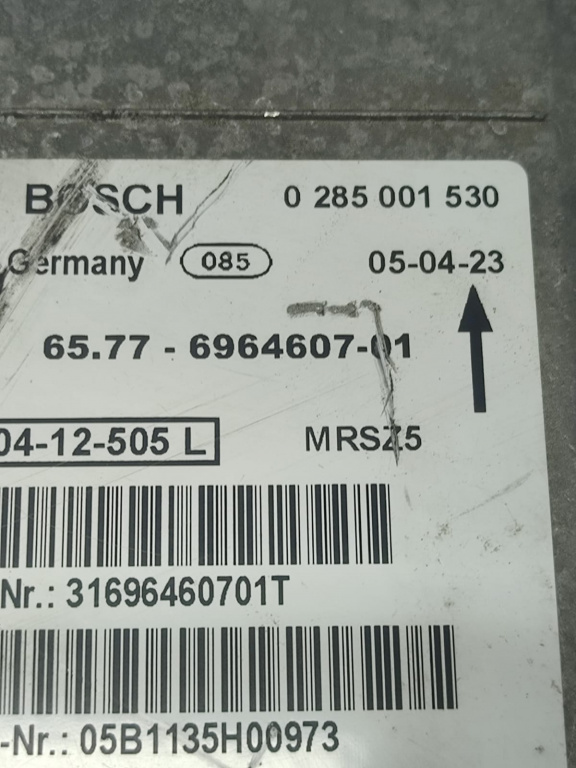 BOSCH 0 285 001 530
Germany 085 05-04-23
65.77 - 6964607-01
04-12-505 L MRSZ5
Nr.: 31696460701T
-Nr.: 05B1135H00973